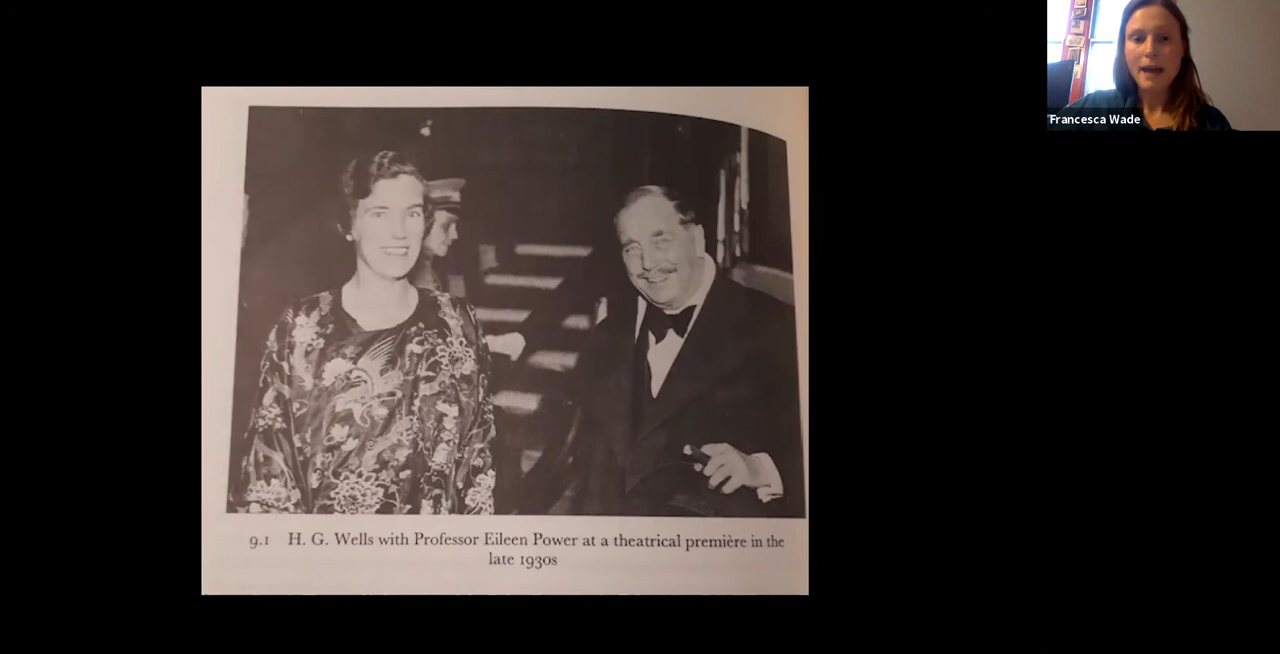 Francesca Wade
9.1 H. G. Wells with Professor Eileen Power at a theatrical première in the
late 1930s